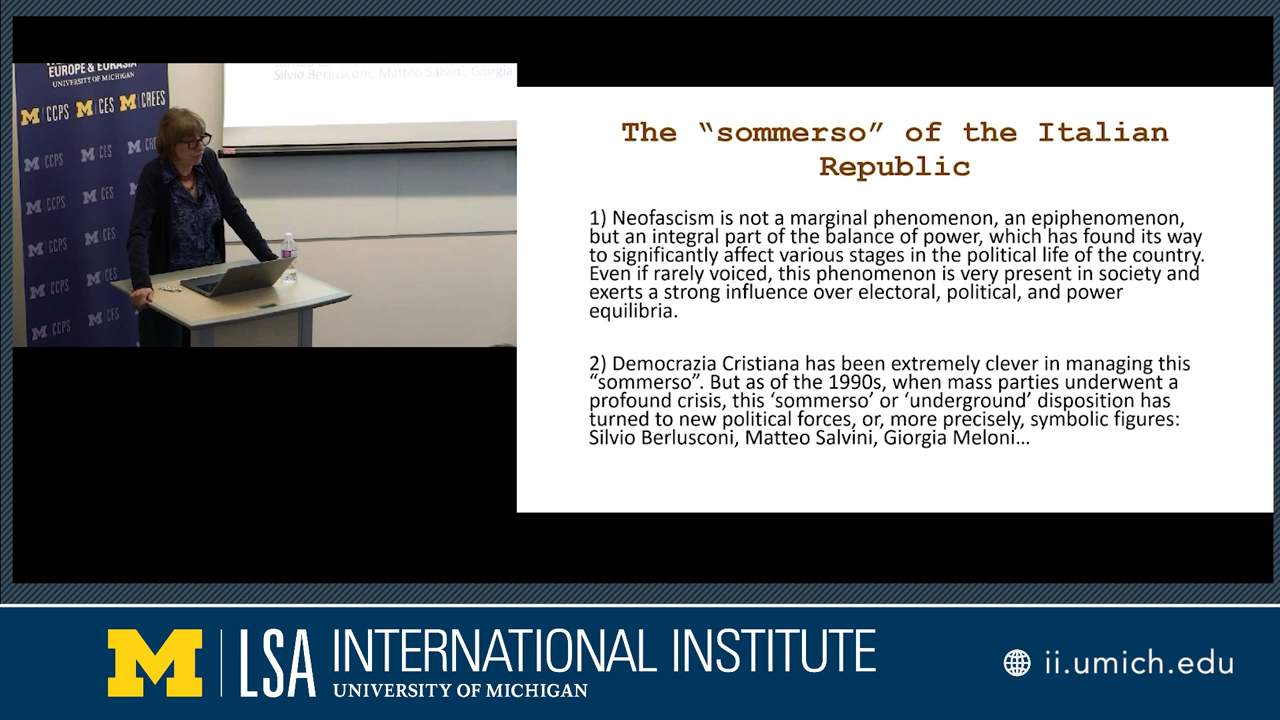 EUROPE & EURASIA
UNIVERSITY OF MICHIGAN
M CCPS M CES M CREES
M CCPS M CES M CRE
M CCPS M CES M
M CCPS M CES
M CCPS M CES
M CCPS M CES
Silvio Berlusconi, Matteo Salvini, Giorgia
The “sommerso” of the Italian
Republic
1) Neofascism is not a marginal phenomenon, an epiphenomenon,
but an integral part of the balance of power, which has found its way
to significantly affect various stages in the political life of the country.
Even if rarely voiced, this phenomenon is very present in society and
exerts a strong influence over electoral, political, and power
equilibria.
2) Democrazia Cristiana has been extremely clever in managing this
“sommerso”. But as of the 1990s, when mass parties underwent a
profound crisis, this ‘sommerso’ or ‘underground’ disposition has
turned to new political forces, or, more precisely, symbolic figures:
Silvio Berlusconi, Matteo Salvini, Giorgia Meloni…
M LSA INTERNATIONAL INSTITUTE
UNIVERSITY OF MICHIGAN
ii.umich.edu